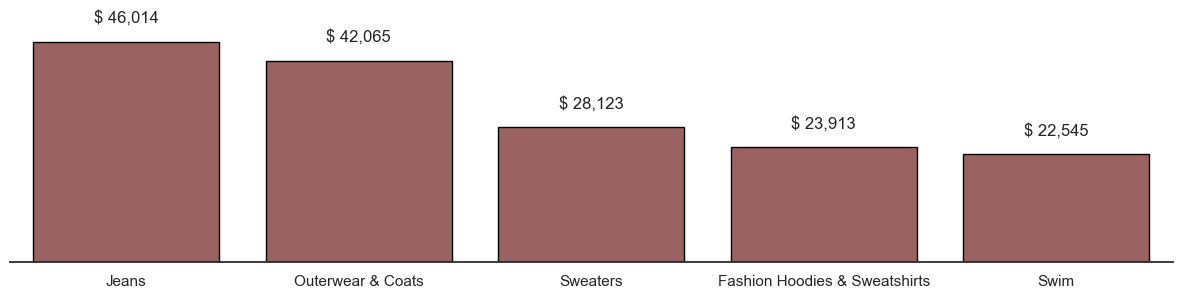 $ 46,014
$ 42,065
$ 28,123
$ 23,913
$ 22,545
Jeans
Outerwear & Coats
Sweaters
Fashion Hoodies & Sweatshirts
Swim